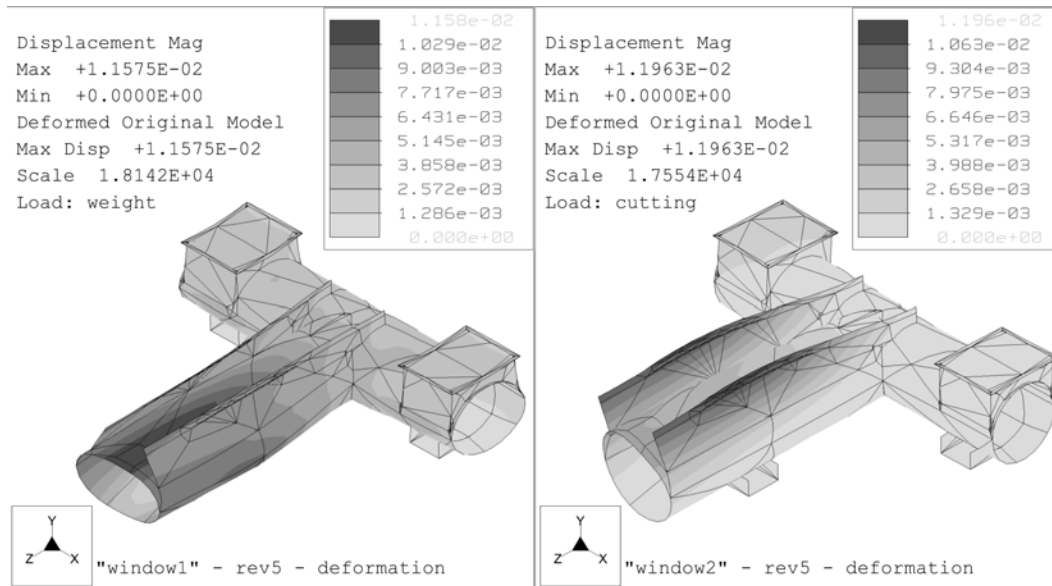 Displacement Mag
Max +1.1575E-02
Min +0.0000E+00
Deformed Original Model
Max Disp +1.1575E-02
Scale 1.8142E+04
Load: weight
1.158e-02
1.029e-02
9.003e-03
7.717e-03
6.431e-03
5.145e-03
3.858e-03
2.572e-03
1.286e-03
0.000e+00
Y
Z X
"window1" - rev5 - deformation
Displacement Mag
Max +1.1963E-02
Min +0.0000E+00
Deformed Original Model
Max Disp +1.1963E-02
Scale 1.7554E+04
Load: cutting
1.196e-02
1.063e-02
9.304e-03
7.975e-03
6.646e-03
5.317e-03
3.988e-03
2.658e-03
1.329e-03
0.000e+00
Y
Z X
"window2" - rev5 - deformation